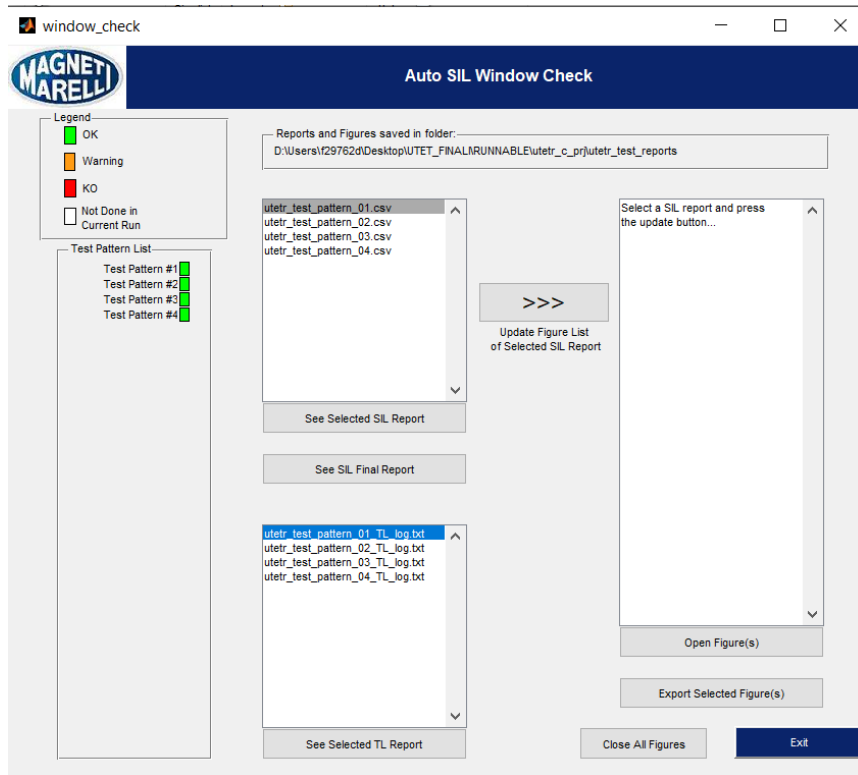 window_check
MAGNETI
MARELLI
Auto SIL Window Check
Legend
OK
Warning
KO
Not Done in
Current Run
Test Pattern List
Test Pattern #1
Test Pattern #2
Test Pattern #3
Test Pattern #4
Reports and Figures saved in folder:
D:\Users\f29762d\Desktop\UTET_FINAL\RUNNABLE\utetr_c_prj\utetr_test_reports
utetr_test_pattern_01.csv
utetr_test_pattern_02.csv
utetr_test_pattern_03.csv
utetr_test_pattern_04.csv
See Selected SIL Report
See SIL Final Report
utetr_test_pattern_01_TL_log.txt
utetr_test_pattern_02_TL_log.txt
utetr_test_pattern_03_TL_log.txt
utetr_test_pattern_04_TL_log.txt
See Selected TL Report
>>>
Update Figure List
of Selected SIL Report
Select a SIL report and press
the update button...
Open Figure(s)
Export Selected Figure(s)
Close All Figures
Exit